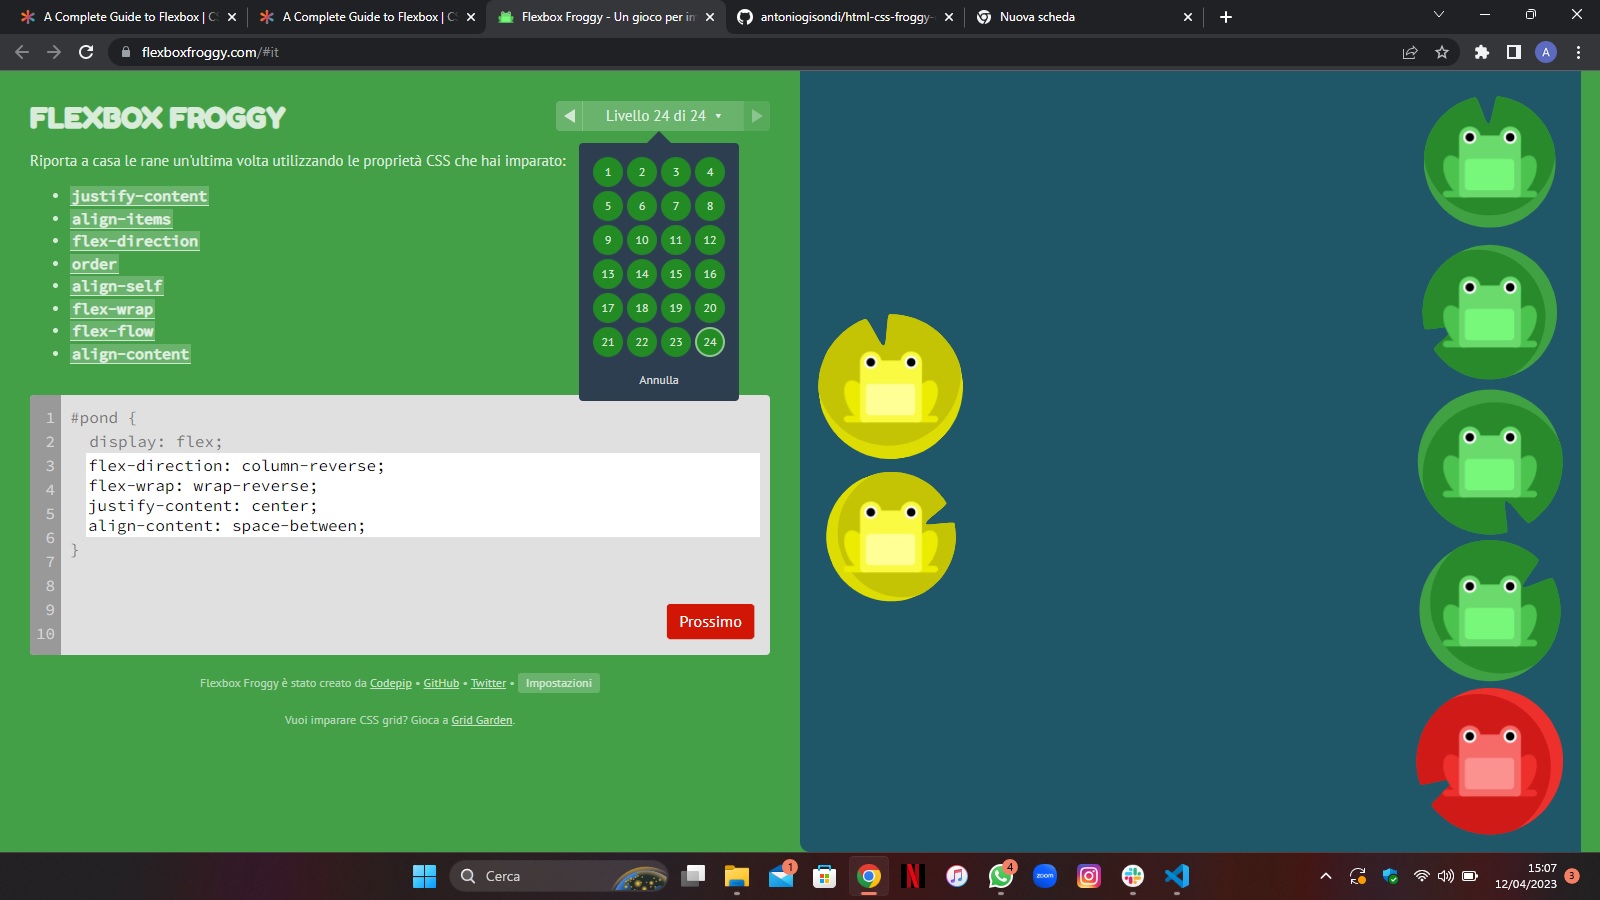 A Complete Guide to Flexbox | CS
A Complete Guide to Flexbox | CS
Flexbox Froggy - Un gioco per im
antoniogisondi/html-css-froggy-
Nuova scheda
flexboxfroggy.com/#it
A
FLEXBOX FROGGY
Livello 24 di 24
Riporta a casa le rane un'ultima volta utilizzando le proprietà CSS che hai imparato:
justify-content
align-items
flex-direction
order
align-self
flex-wrap
flex-flow
align-content
1 2 3 4
5 6 7 8
9 10 11 12
13 14 15 16
17 18 19 20
21 22 23 24
Annulla
1 #pond {
2 display: flex;
3 flex-direction: column-reverse;
4 flex-wrap: wrap-reverse;
5 justify-content: center;
6 align-content: space-between;
7 }
8
9
10
Prossimo
Flexbox Froggy è stato creato da Codepip • GitHub • Twitter • Impostazioni
Vuoi imparare CSS grid? Gioca a Grid Garden.
Cerca
1
N
4
zoom
15:07
12/04/2023
3